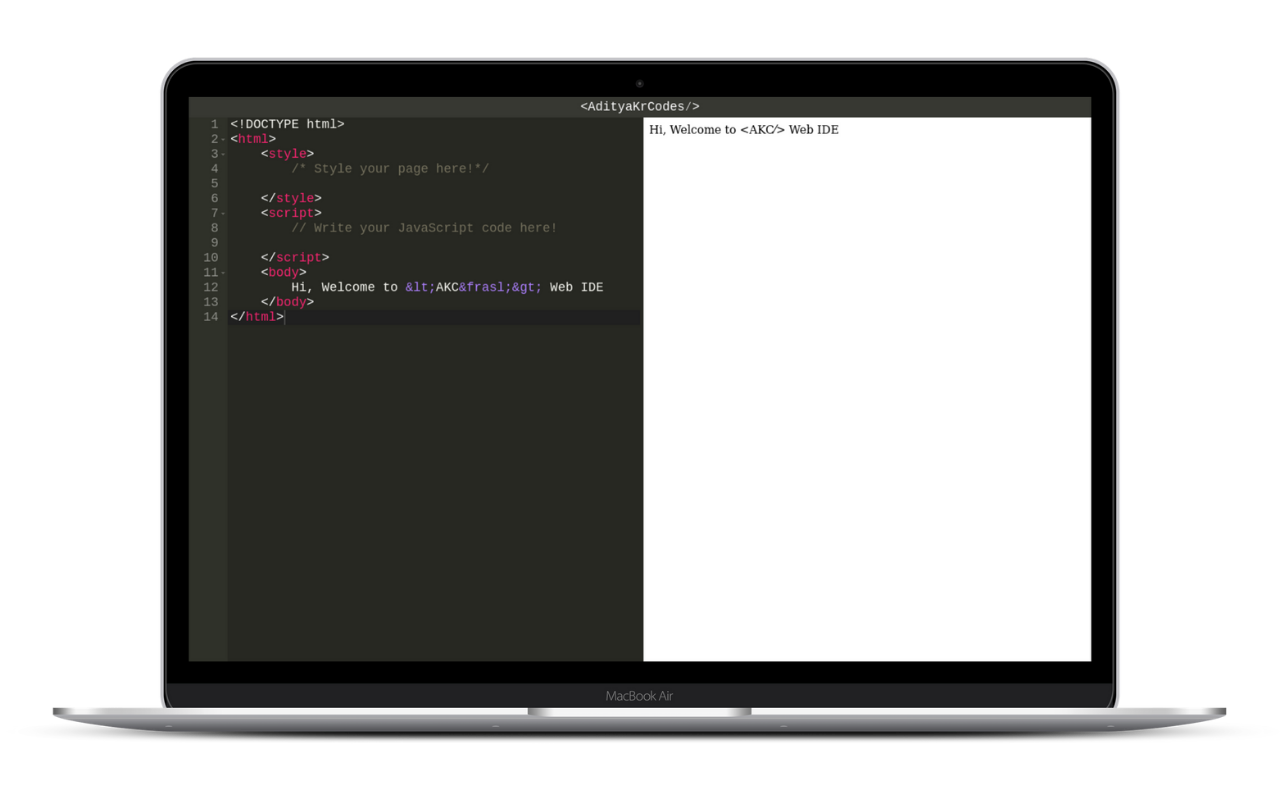 <AdityaKrCodes/>
1 <!DOCTYPE html>
2 <html>
3     <style>
4         /* Style your page here!*/
5
6     </style>
7     <script>
8         // Write your JavaScript code here!
9
10     </script>
11     <body>
12         Hi, Welcome to &lt;AKC&frasl;&gt; Web IDE
13     </body>
14 </html>
Hi, Welcome to <AKC⁄> Web IDE
MacBook Air